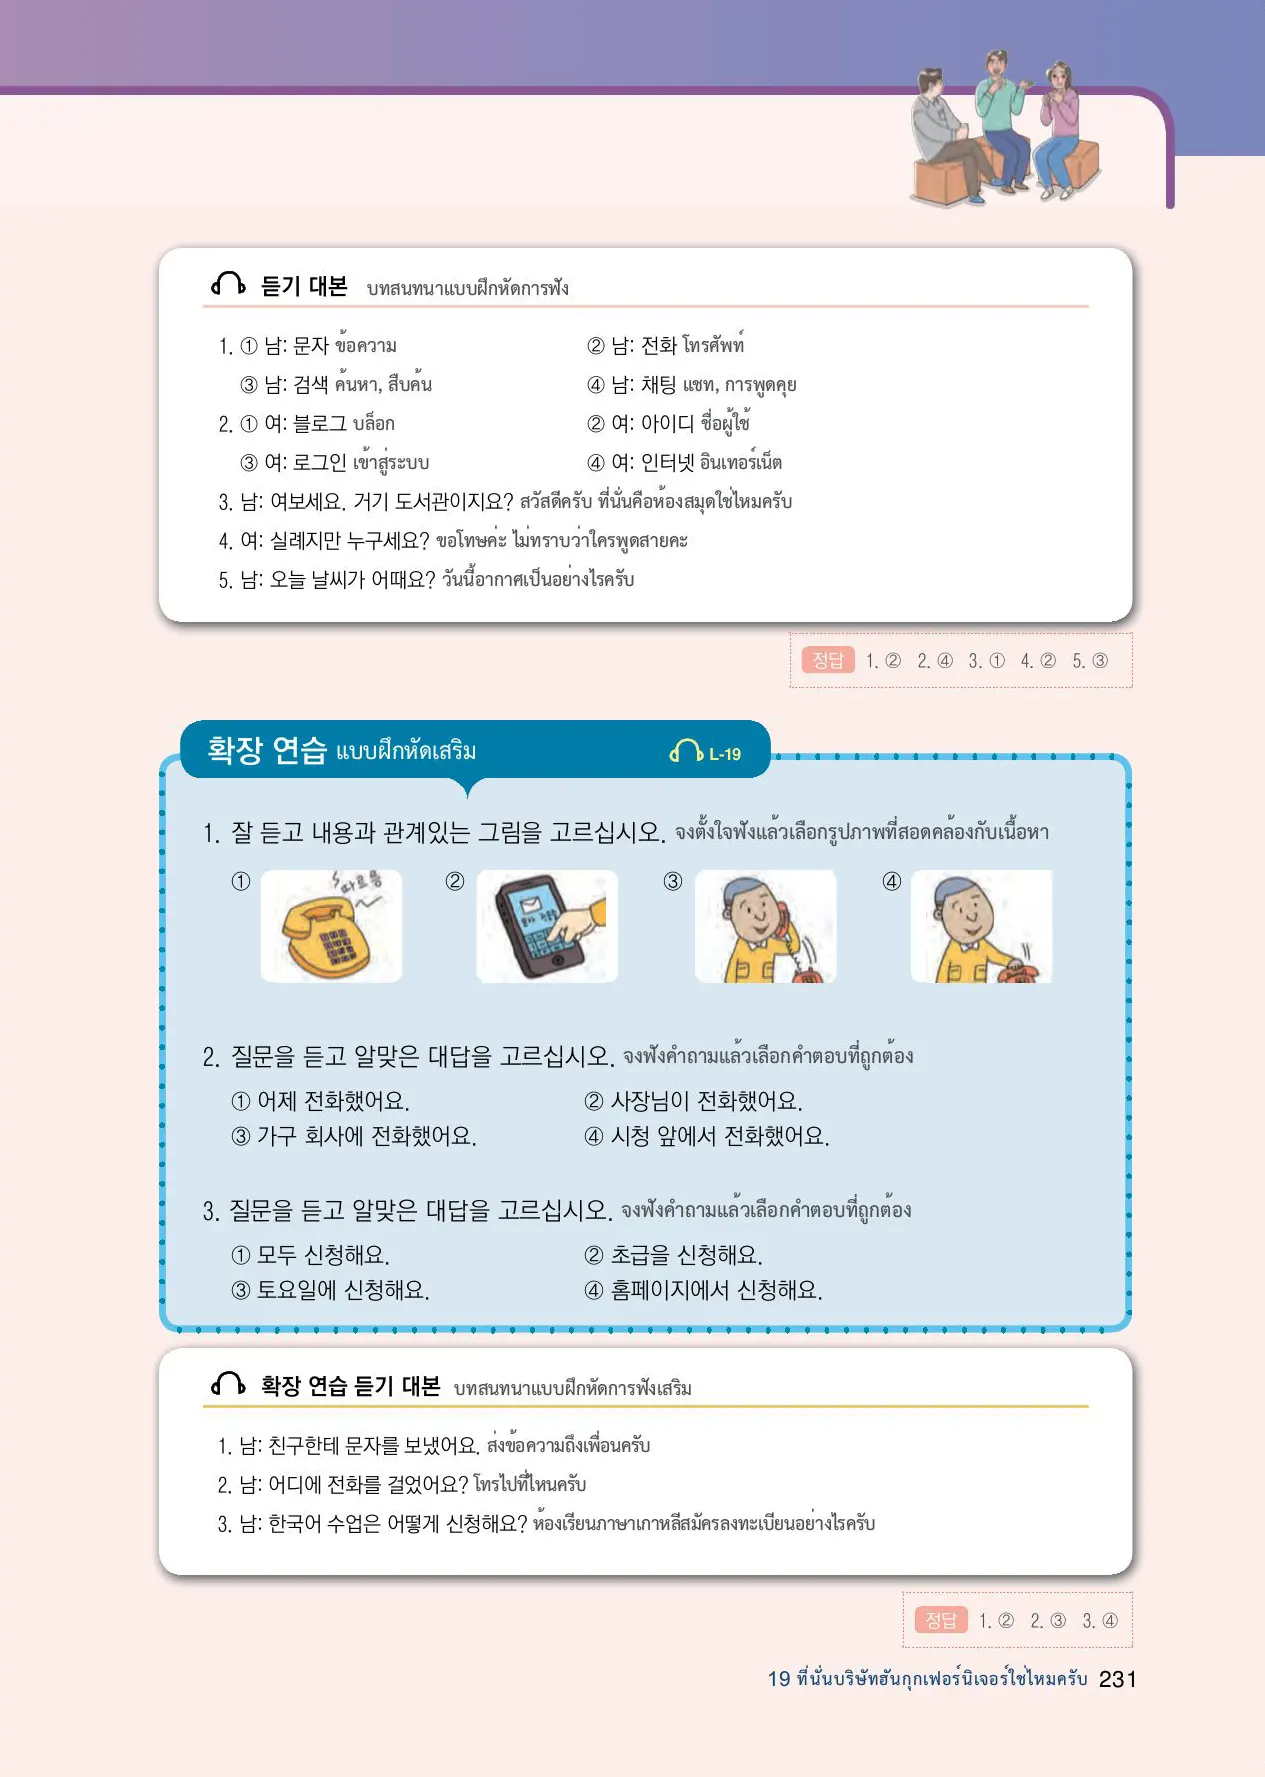 듣기 대본 บทสนทนาแบบฝึกหัดการฟัง
1. ① 남: 문자 ข้อความ ② 남: 전화 โทรศัพท์
③ 남: 검색 ค้นหา, สืบค้น ④ 남: 채팅 แชท, การพูดคุย
2. ① 여: 블로그 บล็อก ② 여: 아이디 ชื่อผู้ใช้
③ 여: 로그인 เข้าสู่ระบบ ④ 여: 인터넷 อินเทอร์เน็ต
3. 남: 여보세요. 거기 도서관이지요? สวัสดีครับ ที่นั่นคือห้องสมุดใช่ไหมครับ
4. 여: 실례지만 누구세요? ขอโทษค่ะ ไม่ทราบว่าใครพูดสายคะ
5. 남: 오늘 날씨가 어때요? วันนี้อากาศเป็นอย่างไรครับ
정답 1. ② 2. ④ 3. ① 4. ② 5. ③
확장 연습 แบบฝึกหัดเสริม L-19
1. 잘 듣고 내용과 관계있는 그림을 고르십시오. จงตั้งใจฟังแล้วเลือกรูปภาพที่สอดคล้องกับเนื้อหา
① ② ③ ④
따르릉
2. 질문을 듣고 알맞은 대답을 고르십시오. จงฟังคำถามแล้วเลือกคำตอบที่ถูกต้อง
① 어제 전화했어요. ② 사장님이 전화했어요.
③ 가구 회사에 전화했어요. ④ 시청 앞에서 전화했어요.
3. 질문을 듣고 알맞은 대답을 고르십시오. จงฟังคำถามแล้วเลือกคำตอบที่ถูกต้อง
① 모두 신청해요. ② 초급을 신청해요.
③ 토요일에 신청해요. ④ 홈페이지에서 신청해요.
확장 연습 듣기 대본 บทสนทนาแบบฝึกหัดการฟังเสริม
1. 남: 친구한테 문자를 보냈어요. ส่งข้อความถึงเพื่อนครับ
2. 남: 어디에 전화를 걸었어요? โทรไปที่ไหนครับ
3. 남: 한국어 수업은 어떻게 신청해요? ห้องเรียนภาษาเกาหลีสมัครลงทะเบียนอย่างไรครับ
정답 1. ② 2. ③ 3. ④
19 ที่นั่นบริษัทฮันกุกเฟอร์นิเจอร์ใช่ไหมครับ 231